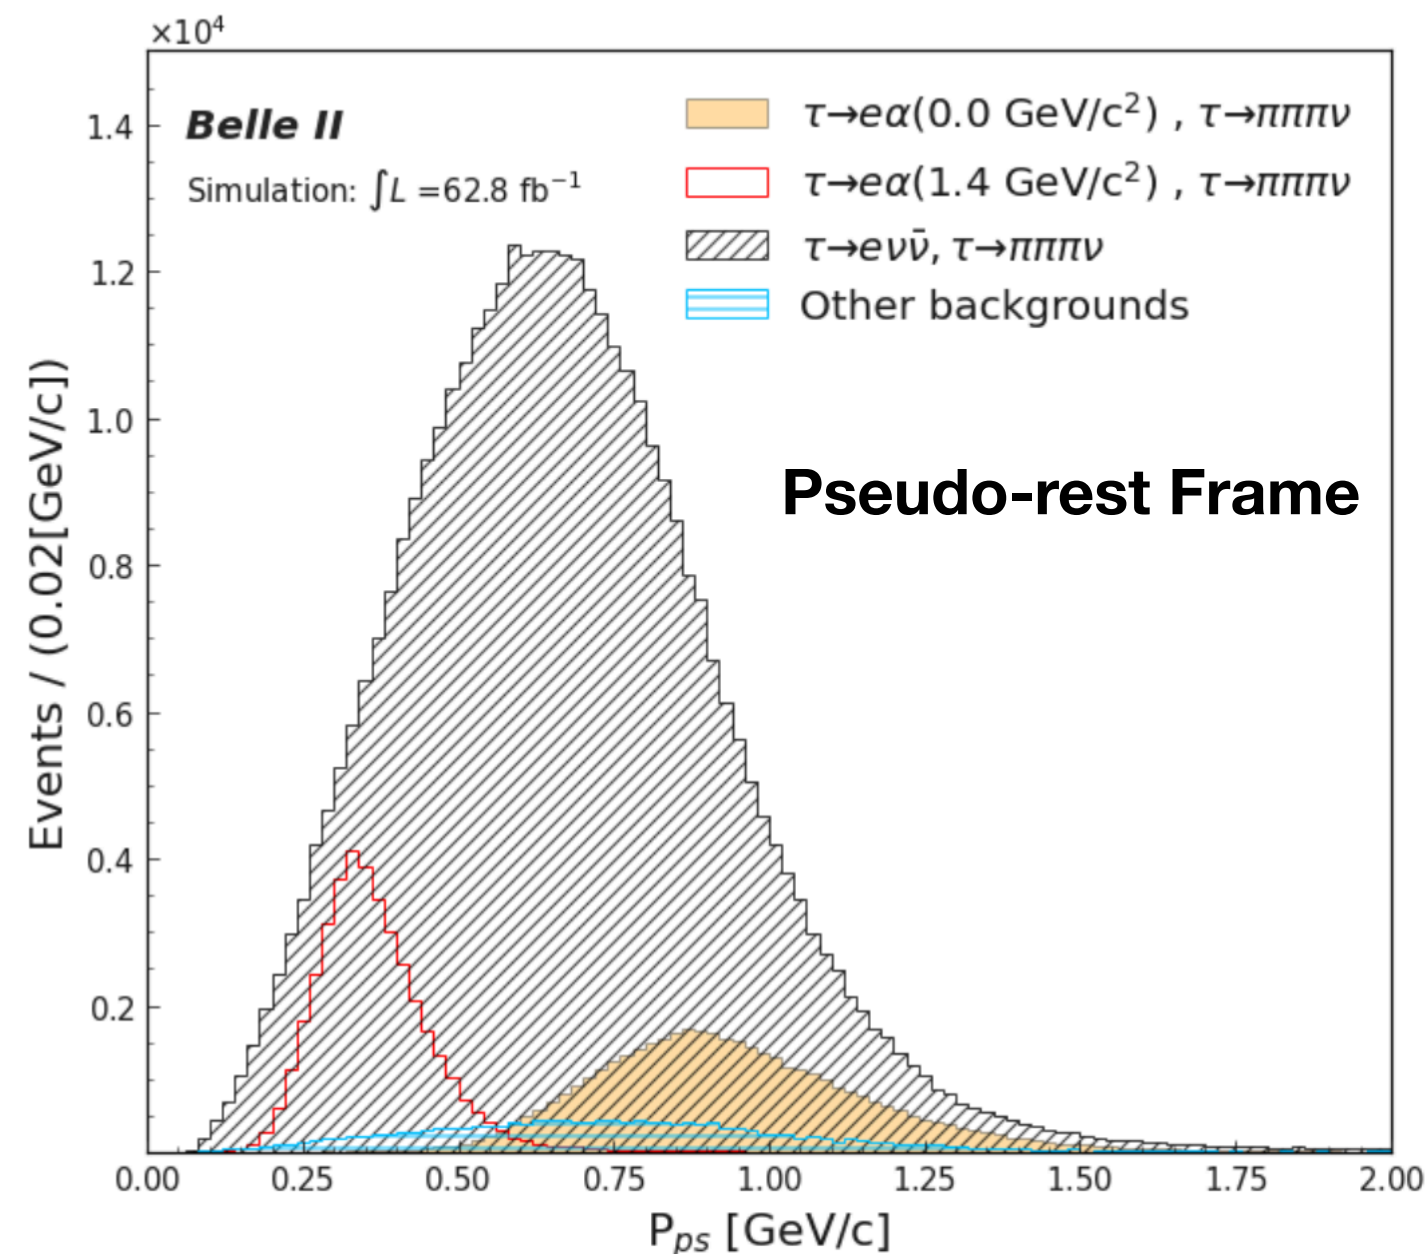 ×10⁴
Belle II
Simulation: ∫L =62.8 fb⁻¹
τ→eα(0.0 GeV/c²) , τ→πππν
τ→eα(1.4 GeV/c²) , τ→πππν
τ→eνν̄, τ→πππν
Other backgrounds
Pseudo-rest Frame
Events / (0.02[GeV/c])
1.4
1.2
1.0
0.8
0.6
0.4
0.2
0.00 0.25 0.50 0.75 1.00 1.25 1.50 1.75 2.00
P_ps [GeV/c]